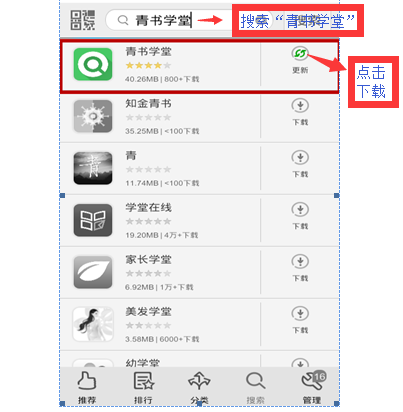 青书学堂
搜索“青书学堂”
青书学堂
40.26MB | 800+下载
更新
点击
下载
知金青书
35.25MB | <100下载
下载
青
11.74MB | <100下载
下载
学堂在线
19.20MB | 4万+下载
下载
家长学堂
6.92MB | 1万+下载
下载
美发学堂
3.58MB | 6000+下载
下载
幼学堂
推荐
排行
分类
搜索
管理
16